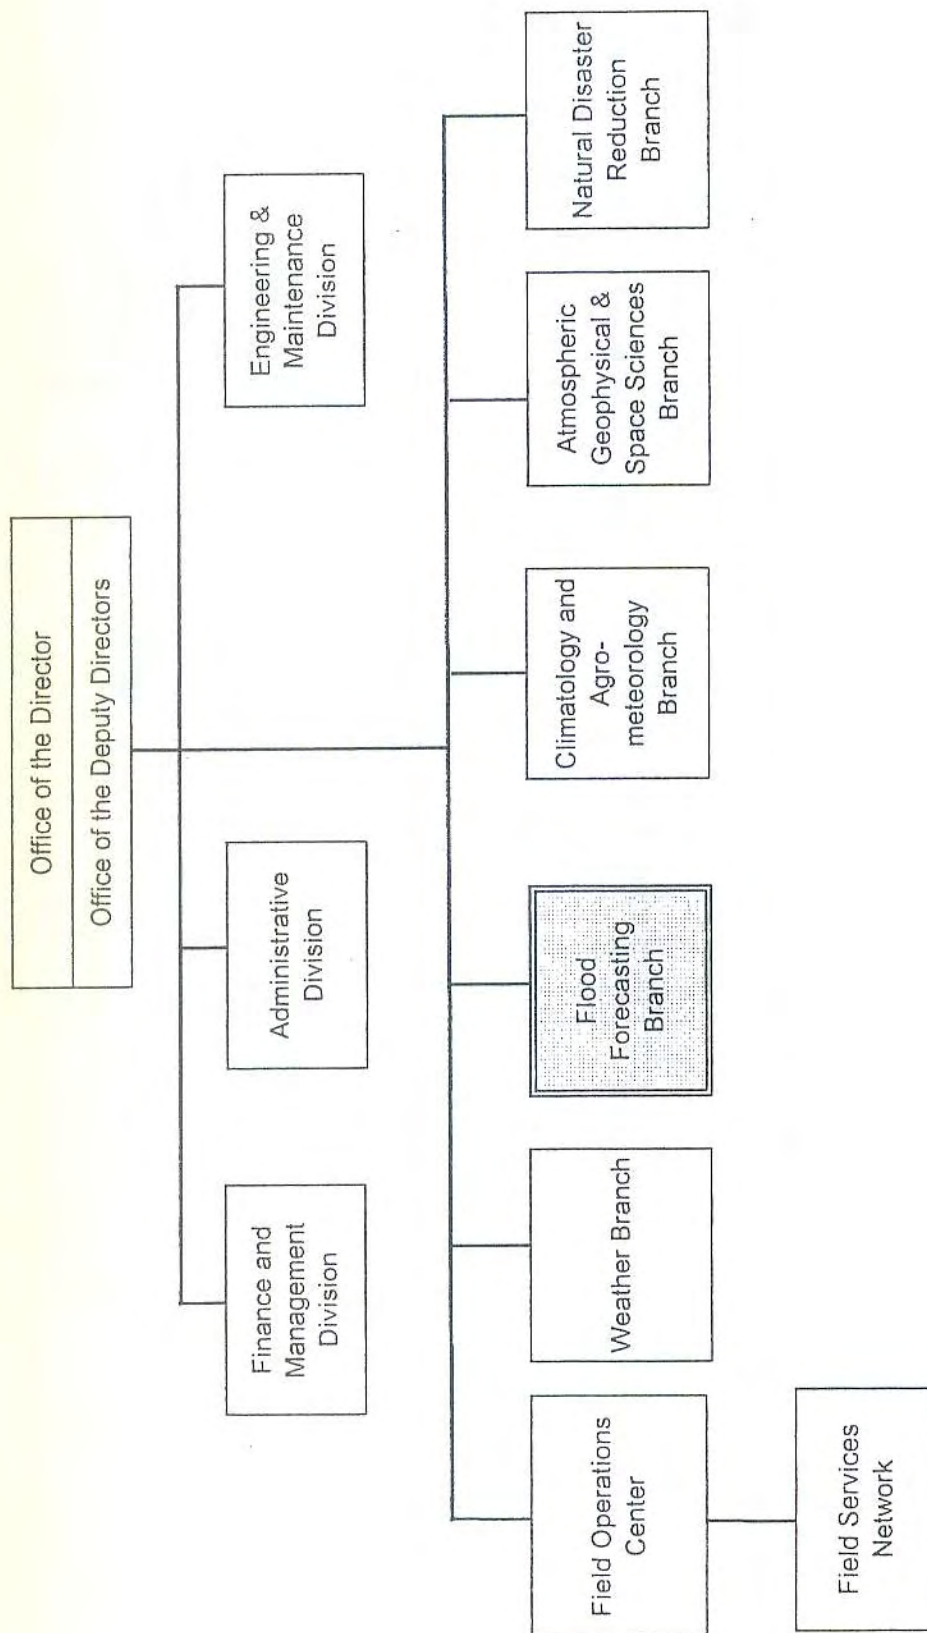 Office of the Director
Office of the Deputy Directors
Finance and
Management
Division
Administrative
Division
Engineering &
Maintenance
Division
Field Operations
Center
Weather Branch
Flood
Forecasting
Branch
Climatology and
Agro-
meteorology
Branch
Atmospheric
Geophysical &
Space Sciences
Branch
Natural Disaster
Reduction
Branch
Field Services
Network